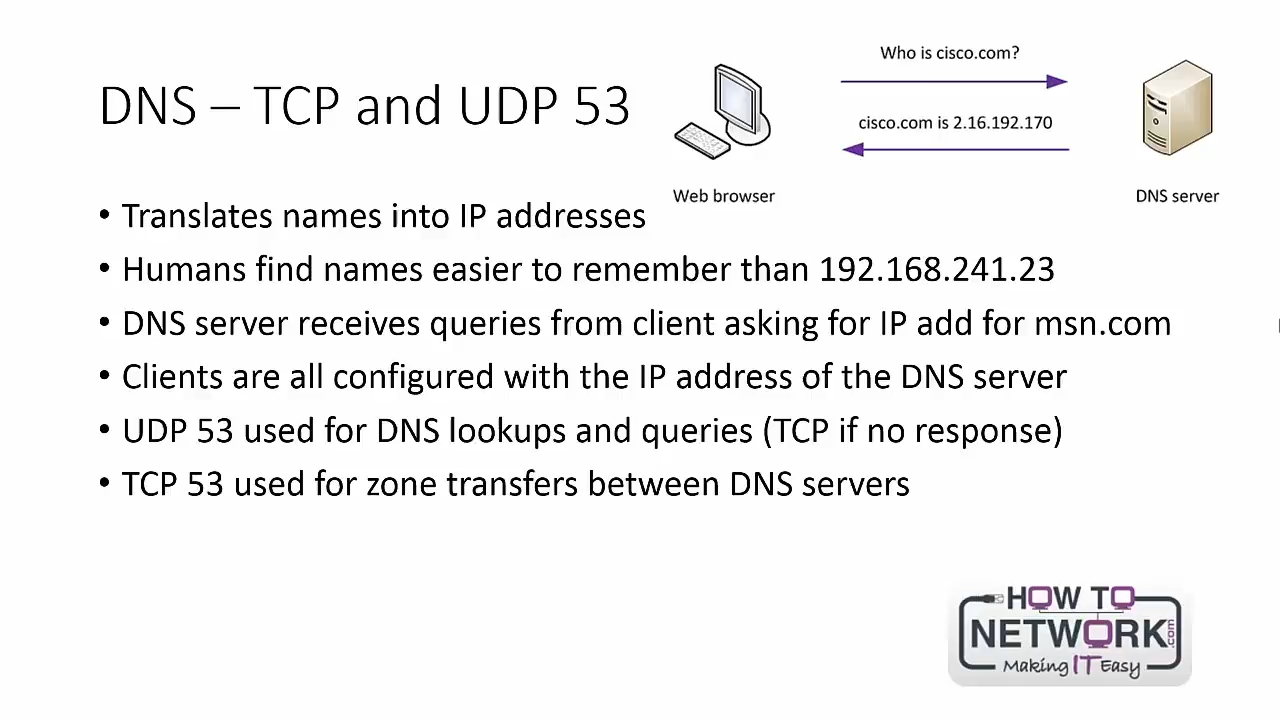 Who is cisco.com?
DNS – TCP and UDP 53
cisco.com is 2.16.192.170
Web browser
DNS server
• Translates names into IP addresses
• Humans find names easier to remember than 192.168.241.23
• DNS server receives queries from client asking for IP add for msn.com
• Clients are all configured with the IP address of the DNS server
• UDP 53 used for DNS lookups and queries (TCP if no response)
• TCP 53 used for zone transfers between DNS servers
HOW TO
NETWORK.com
Making IT Easy